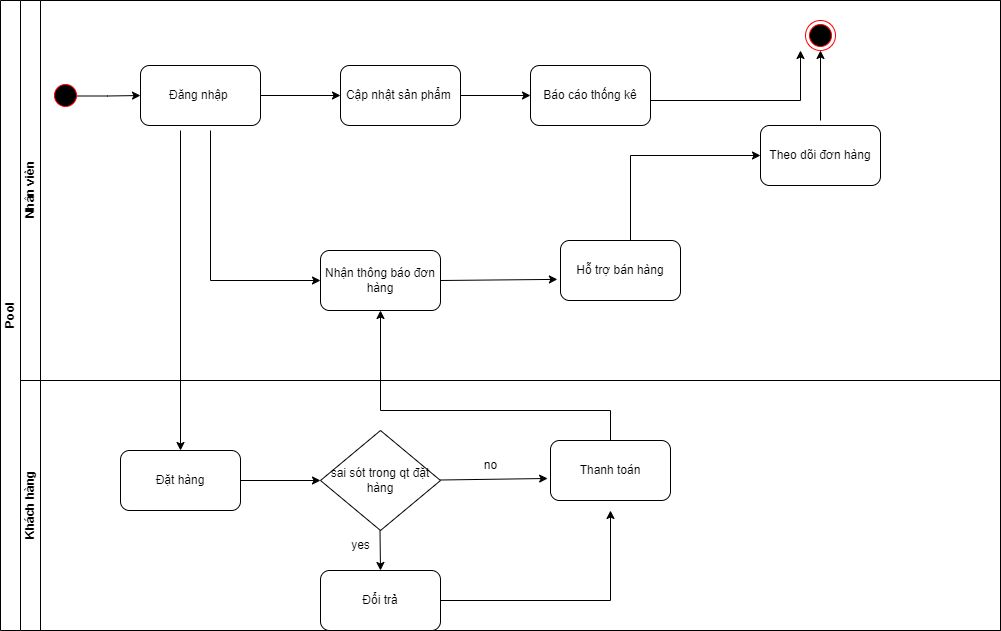 Pool
Nhân viên
Đăng nhập
Cập nhật sản phẩm
Báo cáo thống kê
Theo dõi đơn hàng
Nhận thông báo đơn
hàng
Hỗ trợ bán hàng
Khách hàng
Đặt hàng
sai sót trong qt đặt
hàng
no
Thanh toán
yes
Đổi trả